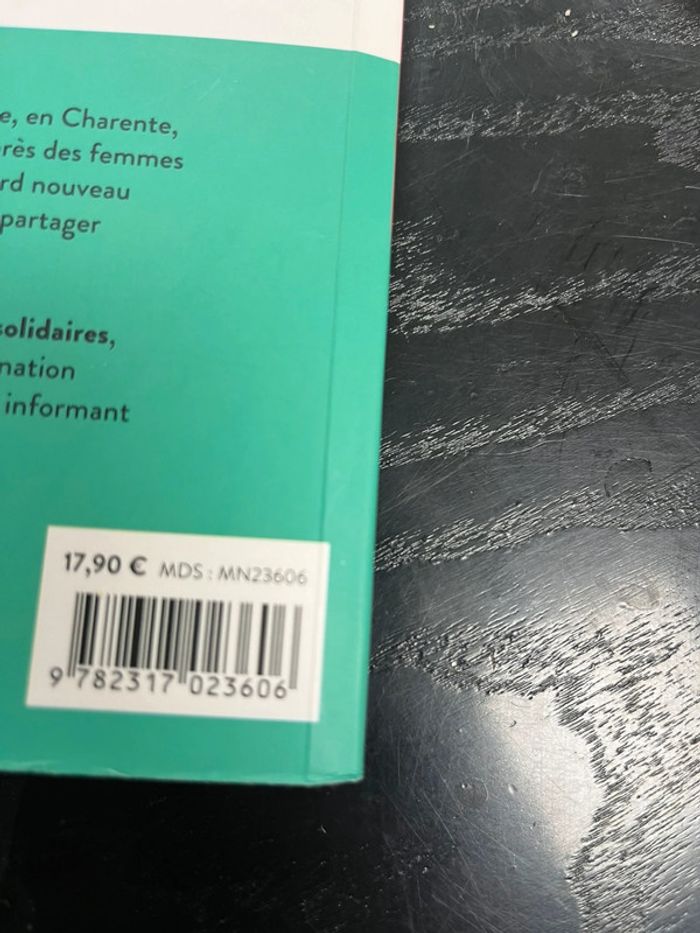 e, en Charente,
rès des femmes
rd nouveau
partager
solidaires,
nation
informant
17,90 € MDS : MN23606
9 782317 023606